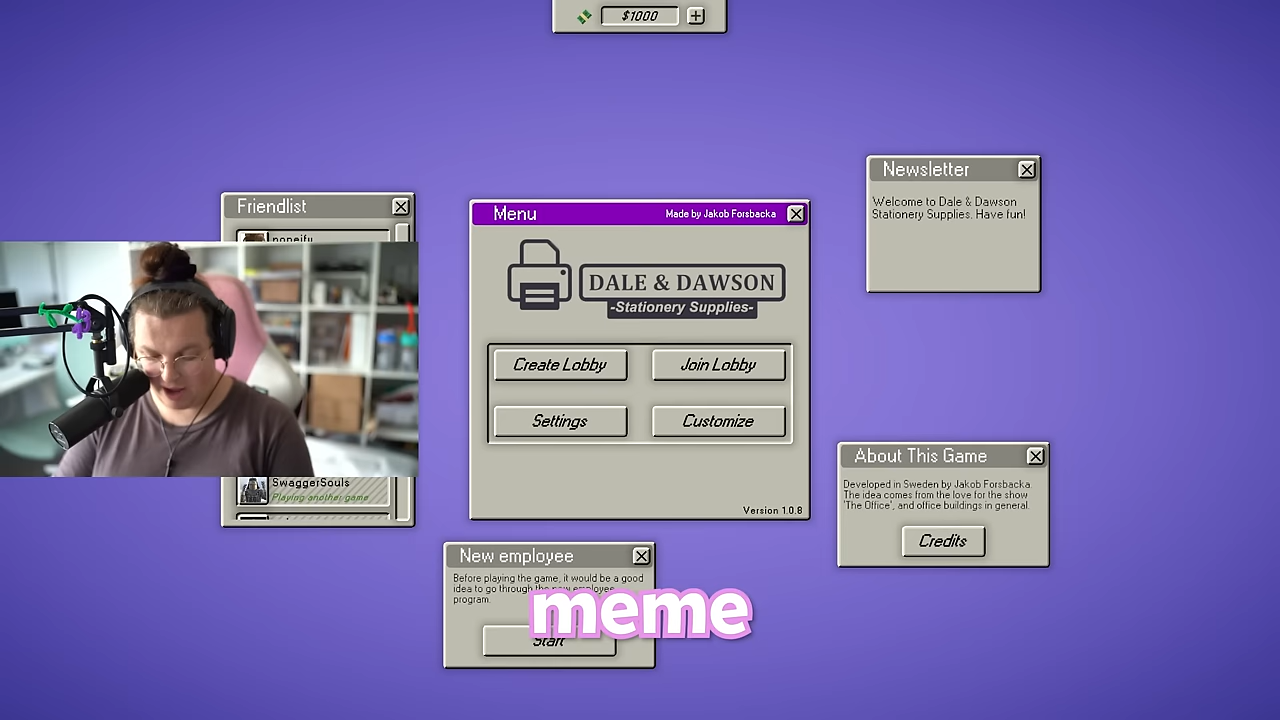 $1000
Newsletter
Welcome to Dale & Dawson
Stationery Supplies. Have fun!
Friendlist
nopeify
SwaggerSouls
Playing another game
Menu
Made by Jakob Forsbacka
DALE & DAWSON
-Stationery Supplies-
Create Lobby
Join Lobby
Settings
Customize
Version 1.0.8
About This Game
Developed in Sweden by Jakob Forsbacka.
The idea comes from the love for the show
'The Office', and office buildings in general.
Credits
New employee
Before playing the game, it would be a good
idea to go through the new employee
program.
Start
meme